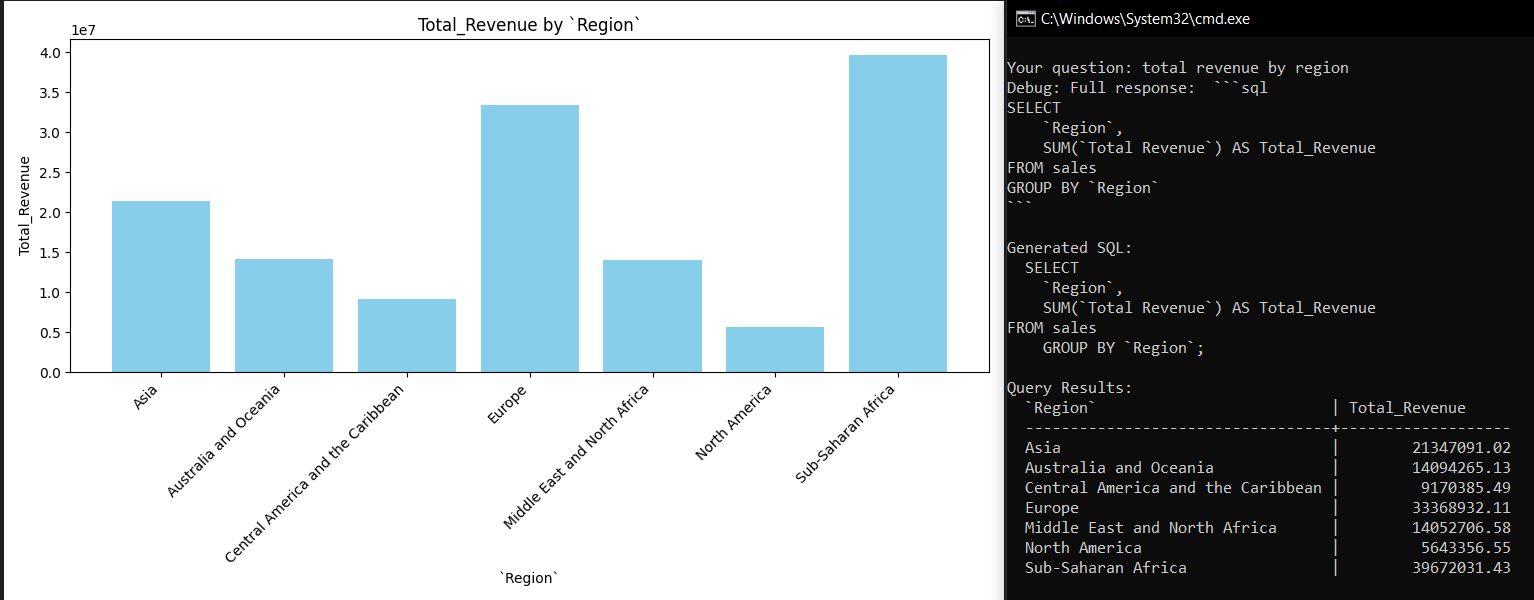 Total_Revenue by `Region`
1e7
4.0
3.5
3.0
2.5
2.0
1.5
1.0
0.5
0.0
Total_Revenue
Asia
Australia and Oceania
Central America and the Caribbean
Europe
Middle East and North Africa
North America
Sub-Saharan Africa
`Region`
C:\Windows\System32\cmd.exe
Your question: total revenue by region
Debug: Full response:  ```sql
SELECT
    `Region`,
    SUM(`Total Revenue`) AS Total_Revenue
FROM sales
GROUP BY `Region`
```
Generated SQL:
  SELECT
    `Region`,
    SUM(`Total Revenue`) AS Total_Revenue
FROM sales
    GROUP BY `Region`;
Query Results:
  `Region`                          | Total_Revenue
  ----------------------------------+-------------------
  Asia                              |        21347091.02
  Australia and Oceania             |        14094265.13
  Central America and the Caribbean |         9170385.49
  Europe                            |        33368932.11
  Middle East and North Africa      |        14052706.58
  North America                     |         5643356.55
  Sub-Saharan Africa                |        39672031.43